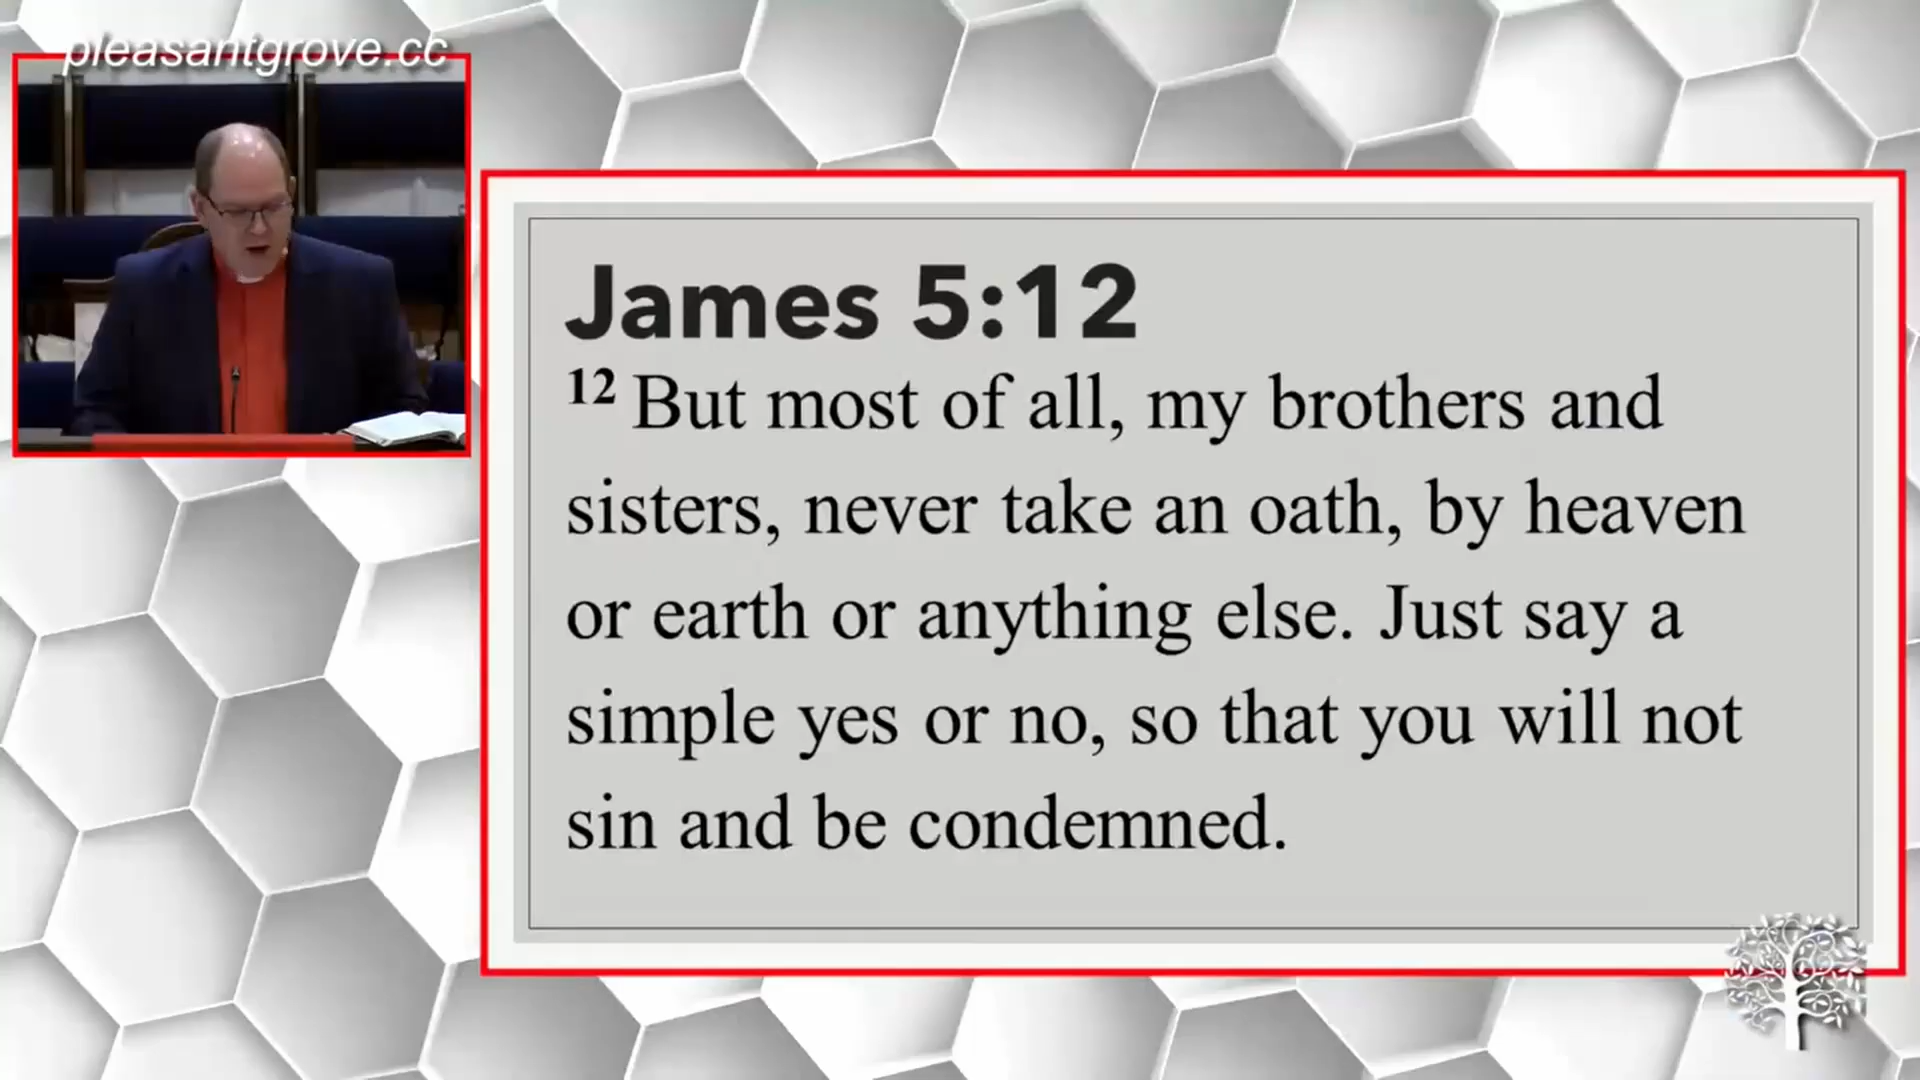 pleasantgrove.cc
James 5:12
12 But most of all, my brothers and
sisters, never take an oath, by heaven
or earth or anything else. Just say a
simple yes or no, so that you will not
sin and be condemned.